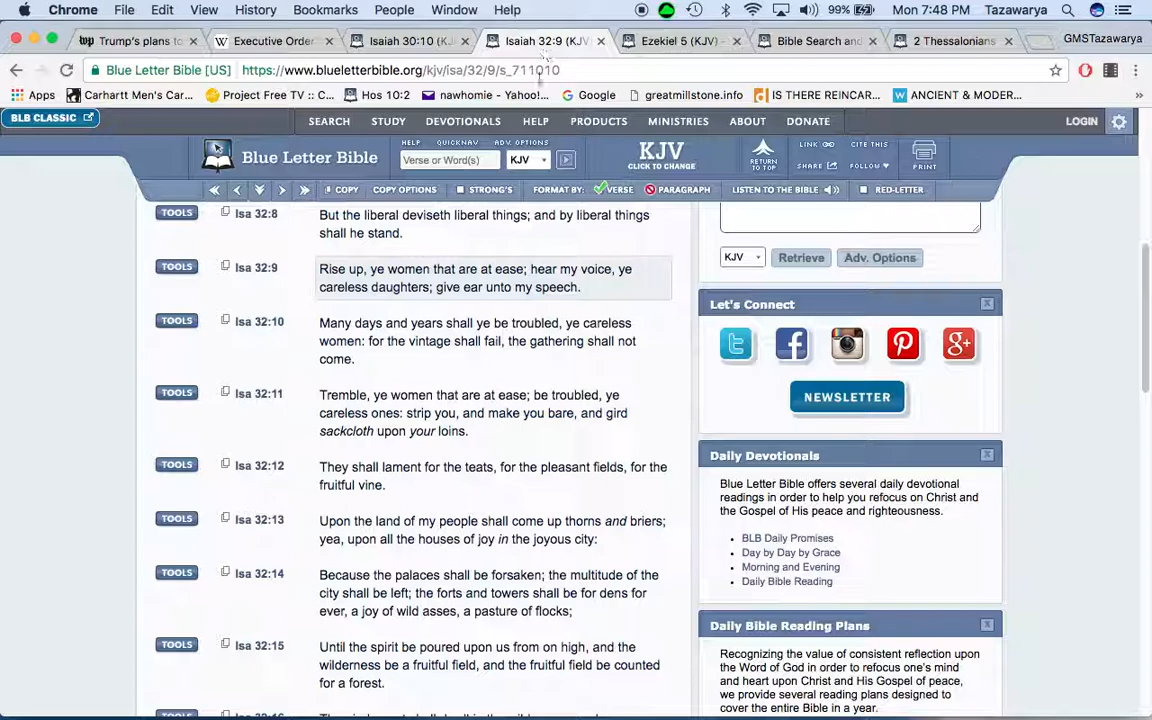 Chrome File Edit View History Bookmarks People Window Help 99% Mon 7:48 PM Tazawarya
Trump's plans to Executive Order Isaiah 30:10 (KJV) Isaiah 32:9 (KJV) Ezekiel 5 (KJV) - Bible Search and 2 Thessalonians GMSTazawarya
Blue Letter Bible [US] https://www.blueletterbible.org/kjv/isa/32/9/s_711010
Apps Carhartt Men's Car... Project Free TV :: C... Hos 10:2 nawhomie - Yahoo!... Google greatmillstone.info IS THERE REINCAR... ANCIENT & MODER... »
BLB CLASSIC SEARCH STUDY DEVOTIONALS HELP PRODUCTS MINISTRIES ABOUT DONATE LOGIN
HELP QUICKNAV ADV. OPTIONS
Blue Letter Bible Verse or Word(s) KJV
KJV
CLICK TO CHANGE
RETURN
TO TOP
LINK CITE THIS
SHARE FOLLOW
PRINT
COPY COPY OPTIONS STRONG'S FORMAT BY: VERSE PARAGRAPH LISTEN TO THE BIBLE RED-LETTER
TOOLS Isa 32:8 But the liberal deviseth liberal things; and by liberal things
shall he stand.
TOOLS Isa 32:9 Rise up, ye women that are at ease; hear my voice, ye
careless daughters; give ear unto my speech.
TOOLS Isa 32:10 Many days and years shall ye be troubled, ye careless
women: for the vintage shall fail, the gathering shall not
come.
TOOLS Isa 32:11 Tremble, ye women that are at ease; be troubled, ye
careless ones: strip you, and make you bare, and gird
sackcloth upon your loins.
TOOLS Isa 32:12 They shall lament for the teats, for the pleasant fields, for the
fruitful vine.
TOOLS Isa 32:13 Upon the land of my people shall come up thorns and briers;
yea, upon all the houses of joy in the joyous city:
TOOLS Isa 32:14 Because the palaces shall be forsaken; the multitude of the
city shall be left; the forts and towers shall be for dens for
ever, a joy of wild asses, a pasture of flocks;
TOOLS Isa 32:15 Until the spirit be poured upon us from on high, and the
wilderness be a fruitful field, and the fruitful field be counted
for a forest.
KJV Retrieve Adv. Options
Let's Connect
NEWSLETTER
Daily Devotionals
Blue Letter Bible offers several daily devotional
readings in order to help you refocus on Christ and
the Gospel of His peace and righteousness.
BLB Daily Promises
Day by Day by Grace
Morning and Evening
Daily Bible Reading
Daily Bible Reading Plans
Recognizing the value of consistent reflection upon
the Word of God in order to refocus one's mind
and heart upon Christ and His Gospel of peace,
we provide several reading plans designed to
cover the entire Bible in a year.